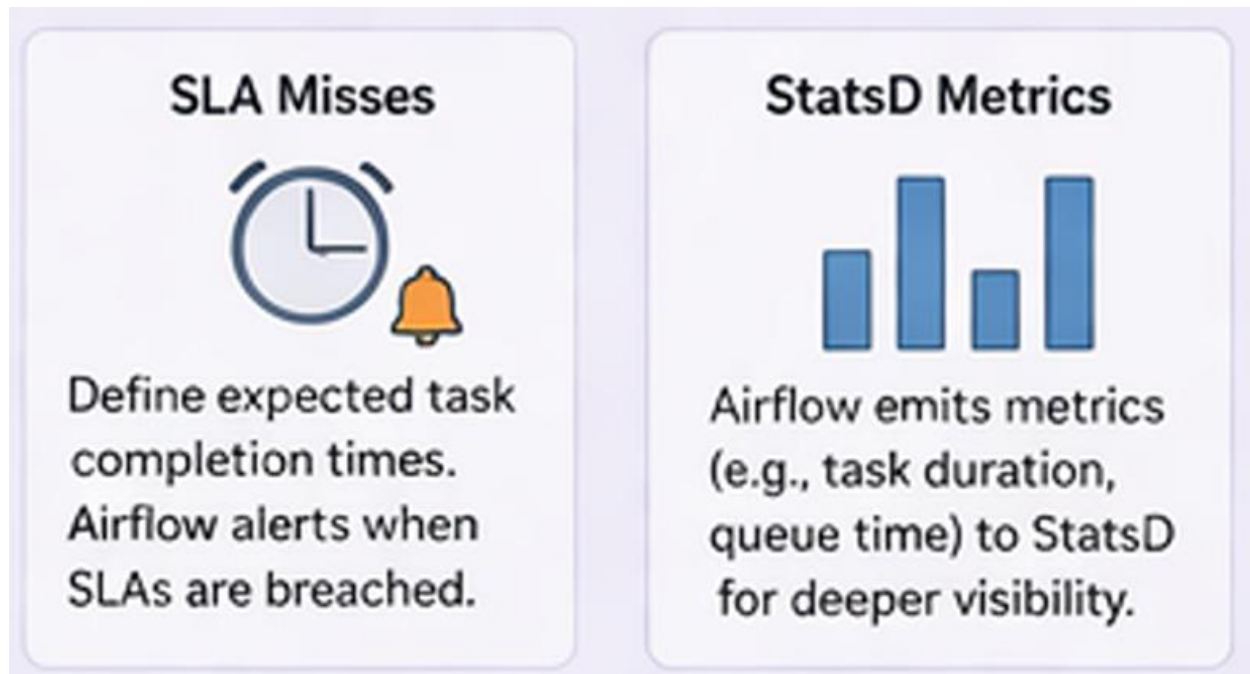 SLA Misses
Define expected task
completion times.
Airflow alerts when
SLAs are breached.
StatsD Metrics
Airflow emits metrics
(e.g., task duration,
queue time) to StatsD
for deeper visibility.